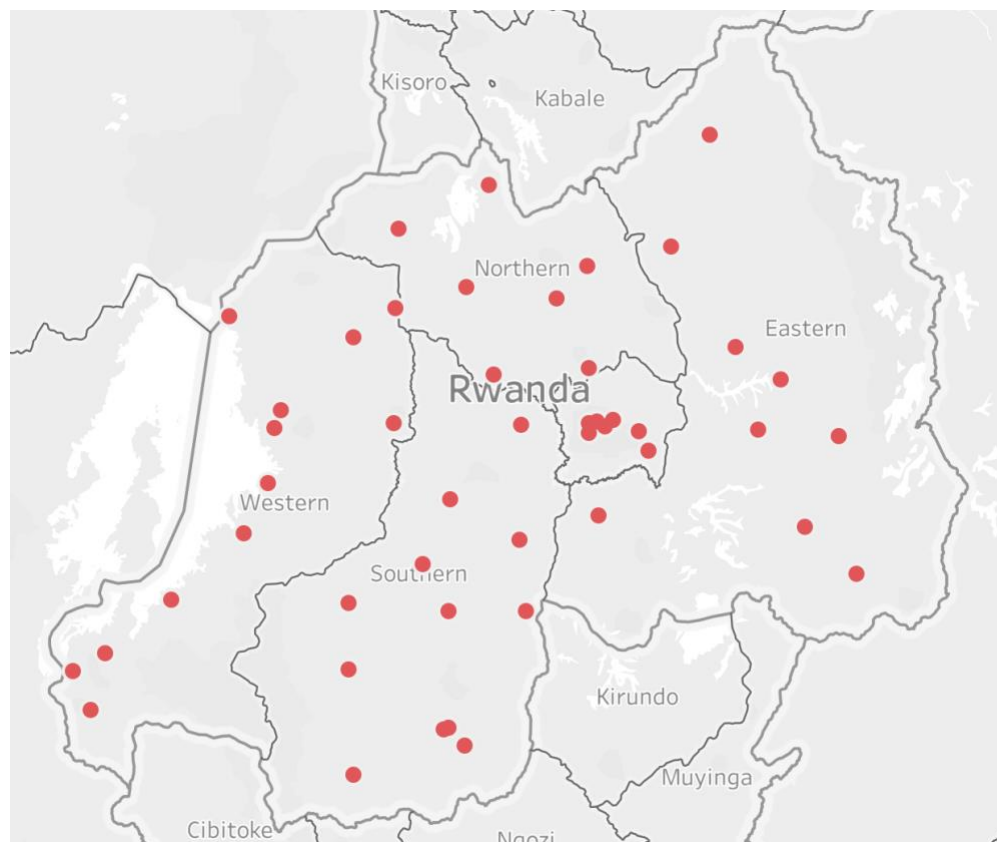 Kisoro
Kabale
Northern
Eastern
Rwanda
Western
Southern
Kirundo
Muyinga
Cibitoke
Ngozi